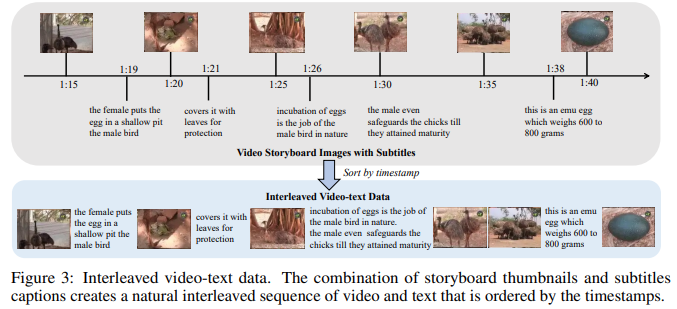 1:19
1:21
1:26
1:38
1:15
1:20
1:25
1:30
1:35
1:40
the female puts the
egg in a shallow pit
the male bird
covers it with
leaves for
protection
incubation of eggs
is the job of the
male bird in nature
the male even
safeguards the chicks till
they attained maturity
this is an emu egg
which weighs 600 to
800 grams
Video Storyboard Images with Subtitles
Sort by timestamp
Interleaved Video-text Data
the female puts
the egg in a
shallow pit the
male bird
covers it with
leaves for
protection
incubation of eggs is the job of the
male bird in nature.
the male even safeguards the
chicks till they attained maturity
this is an emu
egg which
weighs 600 to
800 grams
Figure 3: Interleaved video-text data. The combination of storyboard thumbnails and subtitles
captions creates a natural interleaved sequence of video and text that is ordered by the timestamps.